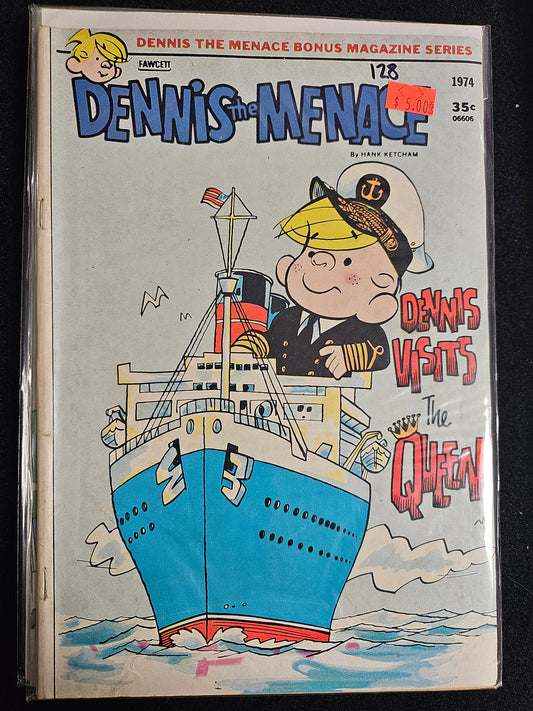 DENNIS THE MENACE BONUS MAGAZINE SERIES
FAWCETT
128
1974
DENNIS the MENACE
$ 5.00
35¢
06606
By HANK KETCHAM
DENNIS
VISITS
The
QUEEN